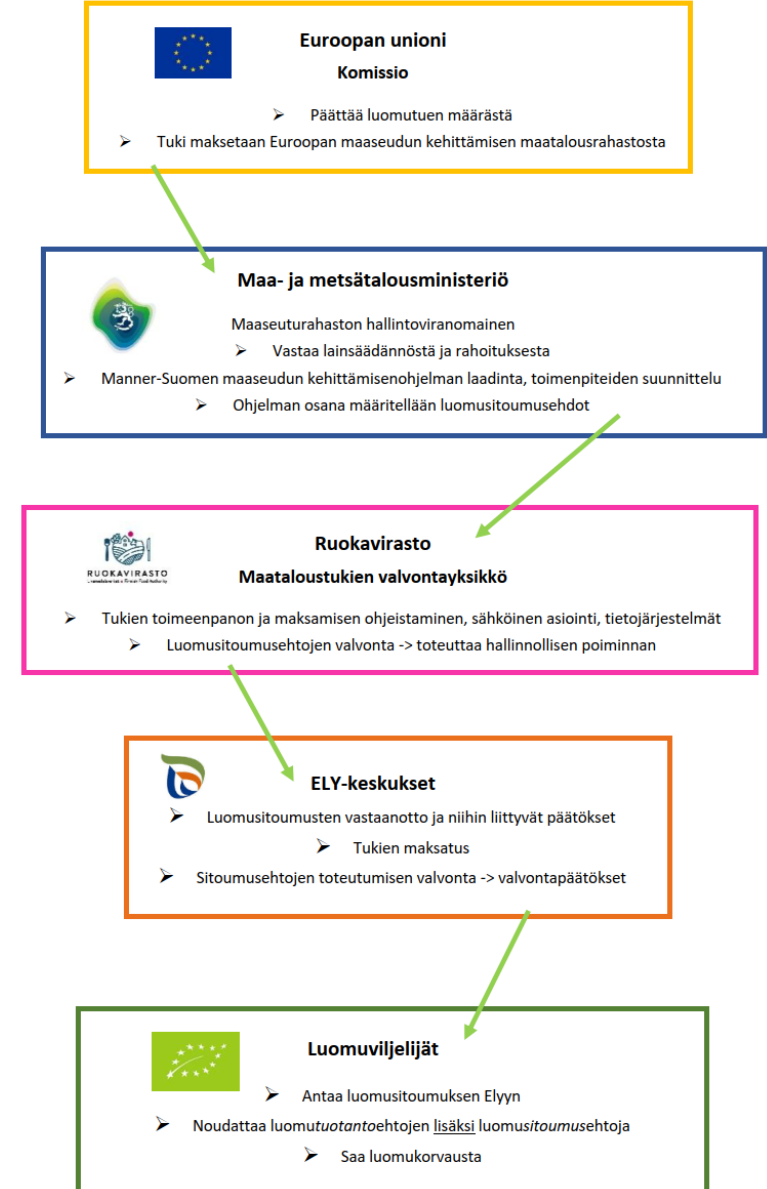 Euroopan unioni
Komissio
➢ Päättää luomutuen määrästä
➢ Tuki maksetaan Euroopan maaseudun kehittämisen maatalousrahastosta
Maa- ja metsätalousministeriö
Maaseuturahaston hallintoviranomainen
➢ Vastaa lainsäädännöstä ja rahoituksesta
➢ Manner-Suomen maaseudun kehittämisenohjelman laadinta, toimenpiteiden suunnittelu
➢ Ohjelman osana määritellään luomusitoumusehdot
Ruokavirasto
RUOKAVIRASTO
Maataloustukien valvontayksikkö
➢ Tukien toimeenpanon ja maksamisen ohjeistaminen, sähköinen asiointi, tietojärjestelmät
➢ Luomusitoumusehtojen valvonta -> toteuttaa hallinnollisen poiminnan
ELY-keskukset
➢ Luomusitoumusten vastaanotto ja niihin liittyvät päätökset
➢ Tukien maksatus
➢ Sitoumusehtojen toteutumisen valvonta -> valvontapäätökset
Luomuviljelijät
➢ Antaa luomusitoumuksen Elyyn
➢ Noudattaa luomutuotantoehtojen lisäksi luomusitoumusehtoja
➢ Saa luomukorvausta